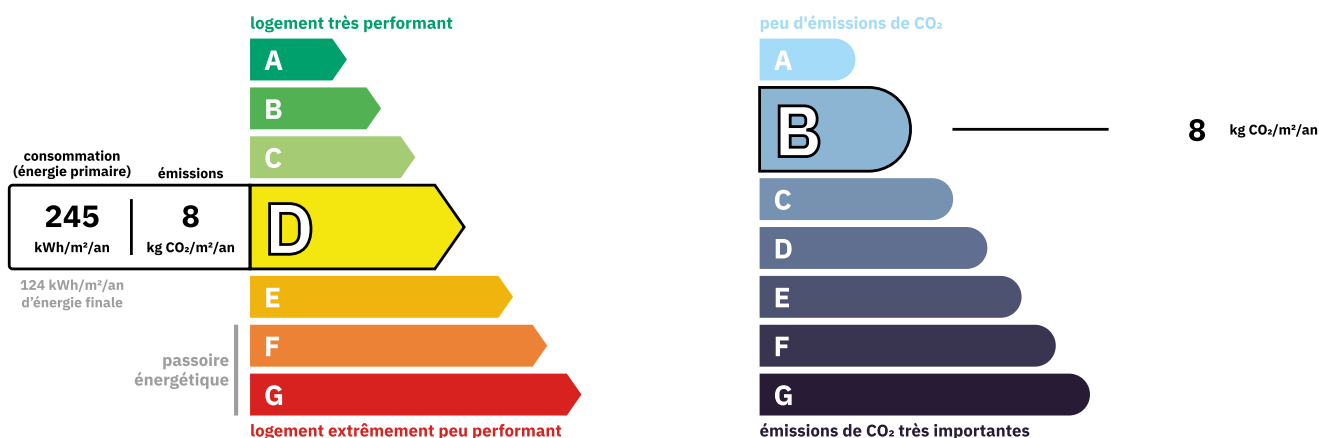 logement très performant
A
B
C
consommation
(énergie primaire)
émissions
245
kWh/m²/an
8
kg CO₂/m²/an
D
124 kWh/m²/an
d'énergie finale
E
passoire
énergétique
F
G
logement extrêmement peu performant
peu d'émissions de CO₂
A
B
8 kg CO₂/m²/an
C
D
E
F
G
émissions de CO₂ très importantes